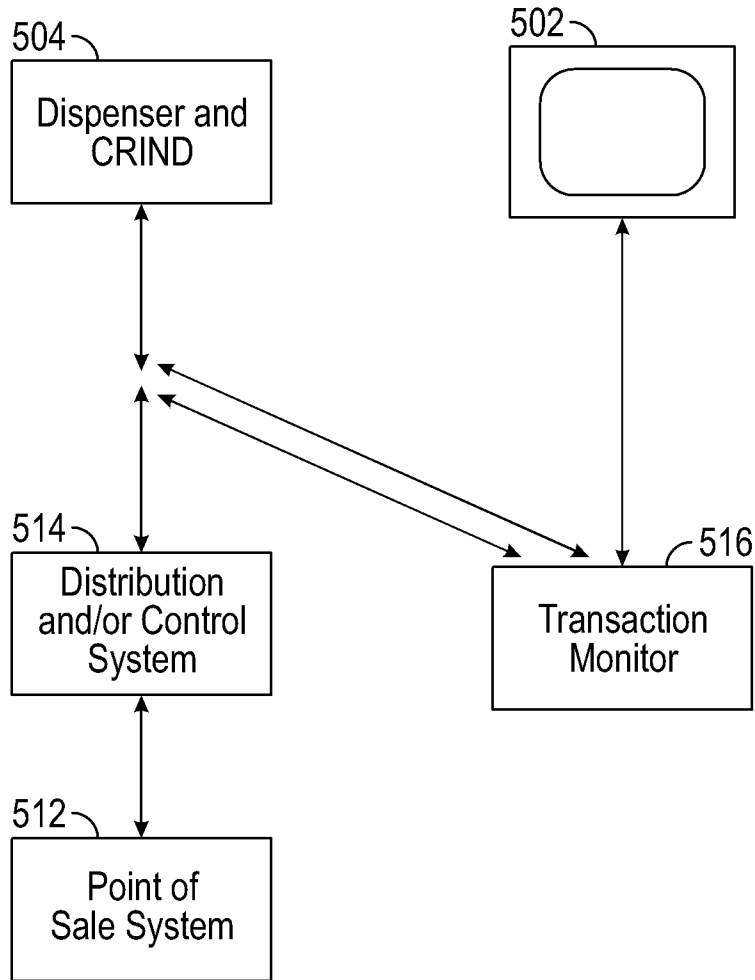 504
Dispenser and
CRIND
502
514
Distribution
and/or Control
System
516
Transaction
Monitor
512
Point of
Sale System